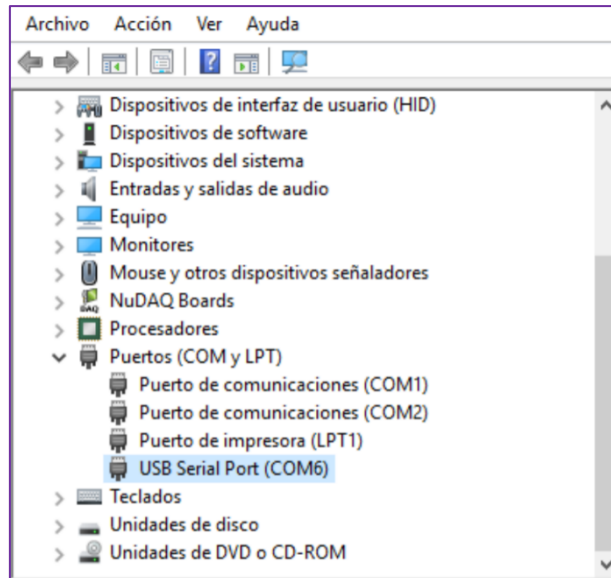 Archivo Acción Ver Ayuda
Dispositivos de interfaz de usuario (HID)
Dispositivos de software
Dispositivos del sistema
Entradas y salidas de audio
Equipo
Monitores
Mouse y otros dispositivos señaladores
NuDAQ Boards
Procesadores
Puertos (COM y LPT)
Puerto de comunicaciones (COM1)
Puerto de comunicaciones (COM2)
Puerto de impresora (LPT1)
USB Serial Port (COM6)
Teclados
Unidades de disco
Unidades de DVD o CD-ROM